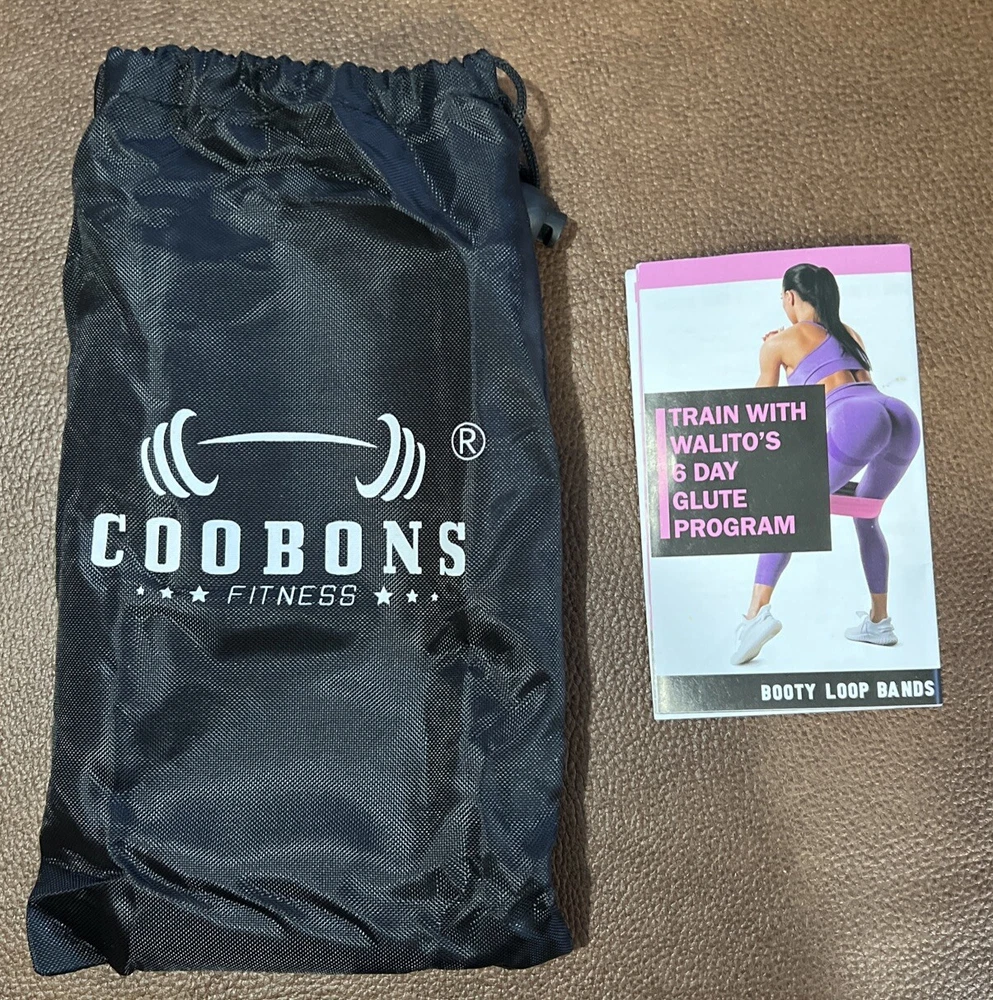 ®
COOBONS
FITNESS
TRAIN WITH
WALITO'S
6 DAY
GLUTE
PROGRAM
BOOTY LOOP BANDS